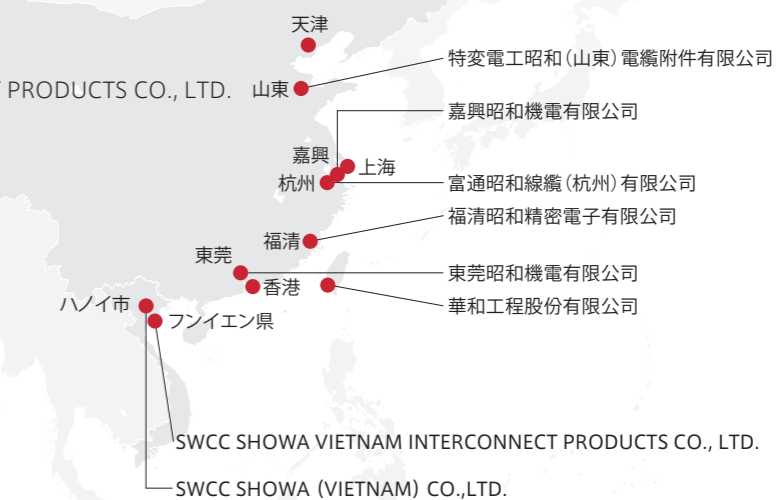 天津
特変電工昭和（山東）電纜附件有限公司
PRODUCTS CO., LTD.
山東
嘉興昭和機電有限公司
嘉興
上海
杭州
富通昭和線纜（杭州）有限公司
福清昭和精密電子有限公司
福清
東莞
東莞昭和機電有限公司
香港
ハノイ市
華和工程股份有限公司
フンイエン県
SWCC SHOWA VIETNAM INTERCONNECT PRODUCTS CO., LTD.
SWCC SHOWA (VIETNAM) CO.,LTD.